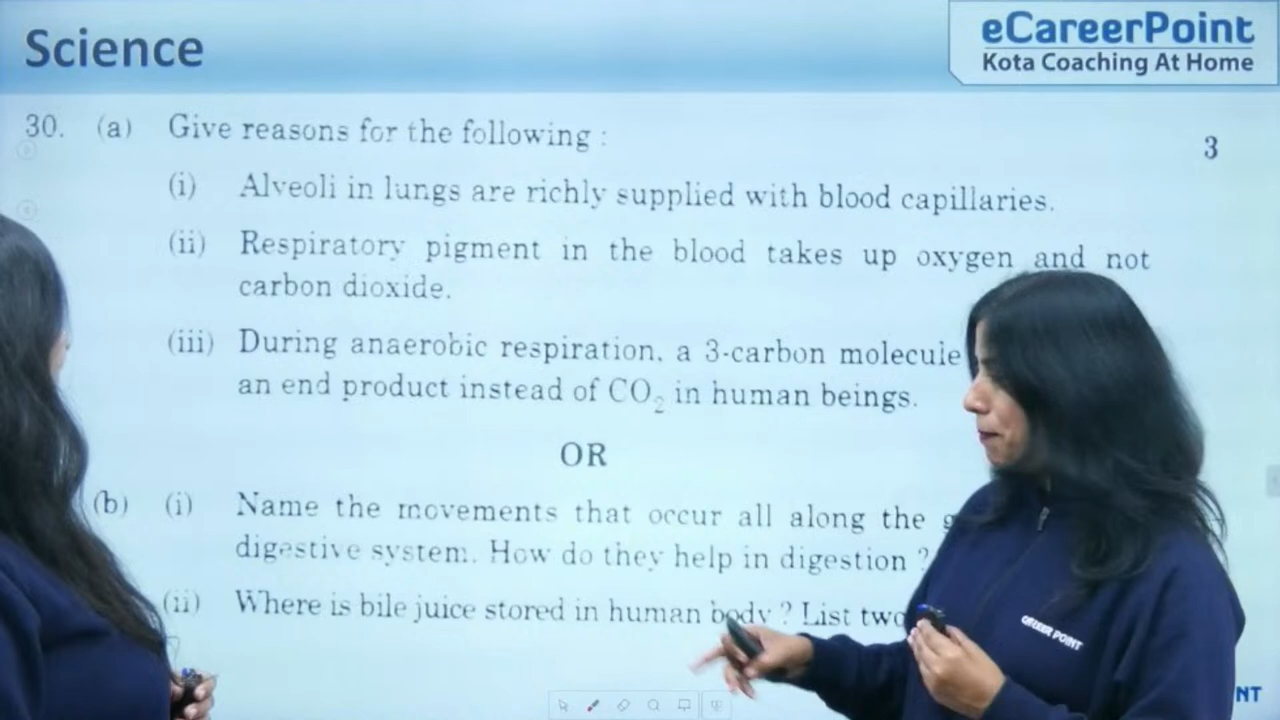 Science
eCareerPoint
Kota Coaching At Home
30. (a) Give reasons for the following :
3
(i) Alveoli in lungs are richly supplied with blood capillaries.
(ii) Respiratory pigment in the blood takes up oxygen and not
carbon dioxide.
(iii) During anaerobic respiration, a 3-carbon molecule
an end product instead of CO₂ in human beings.
OR
(b) (i) Name the movements that occur all along the
digestive system. How do they help in digestion ?
(ii) Where is bile juice stored in human body ? List two
CAREER POINT
NT